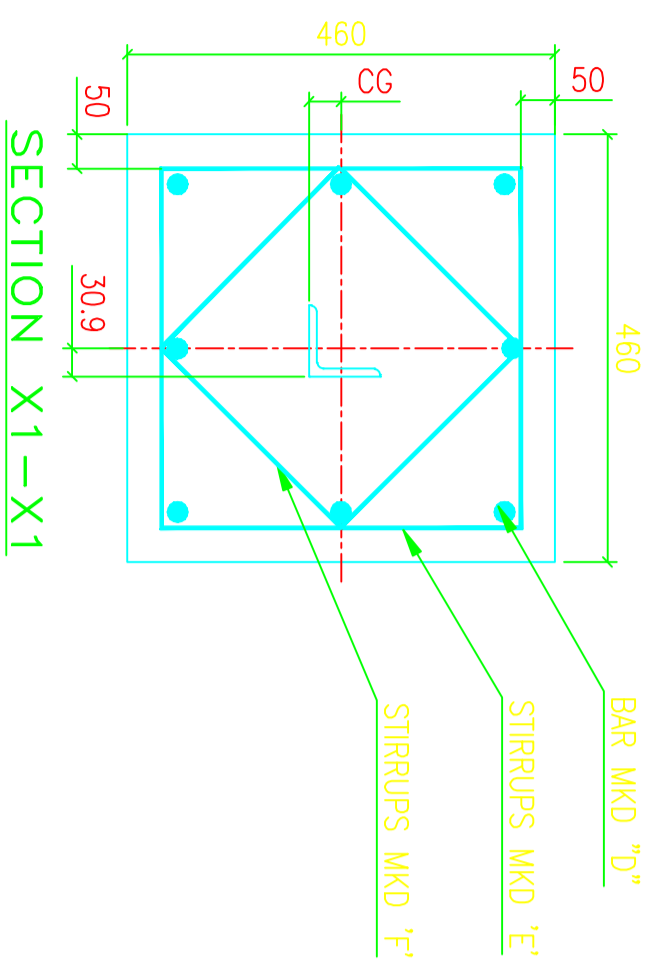 460
50
CG
50
460
30.9
BAR MKD "D"
STIRRUPS MKD 'E'
STIRRUPS MKD 'F'
SECTION X1-X1